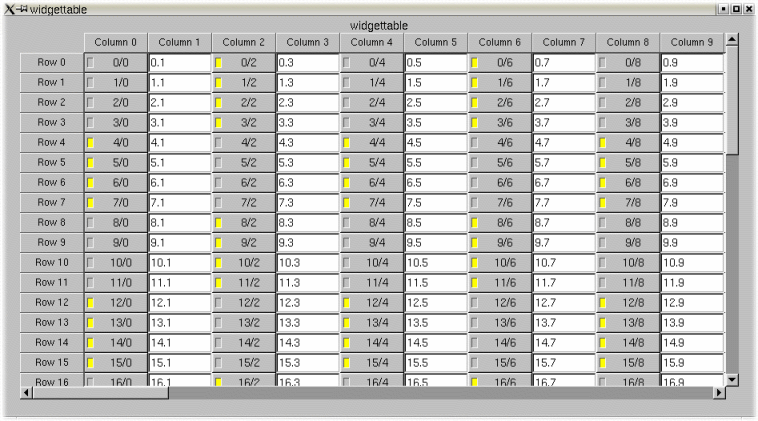 widgettable
widgettable
Column 0 Column 1 Column 2 Column 3 Column 4 Column 5 Column 6 Column 7 Column 8 Column 9
Row 0 0/0 0.1 0/2 0.3 0/4 0.5 0/6 0.7 0/8 0.9
Row 1 1/0 1.1 1/2 1.3 1/4 1.5 1/6 1.7 1/8 1.9
Row 2 2/0 2.1 2/2 2.3 2/4 2.5 2/6 2.7 2/8 2.9
Row 3 3/0 3.1 3/2 3.3 3/4 3.5 3/6 3.7 3/8 3.9
Row 4 4/0 4.1 4/2 4.3 4/4 4.5 4/6 4.7 4/8 4.9
Row 5 5/0 5.1 5/2 5.3 5/4 5.5 5/6 5.7 5/8 5.9
Row 6 6/0 6.1 6/2 6.3 6/4 6.5 6/6 6.7 6/8 6.9
Row 7 7/0 7.1 7/2 7.3 7/4 7.5 7/6 7.7 7/8 7.9
Row 8 8/0 8.1 8/2 8.3 8/4 8.5 8/6 8.7 8/8 8.9
Row 9 9/0 9.1 9/2 9.3 9/4 9.5 9/6 9.7 9/8 9.9
Row 10 10/0 10.1 10/2 10.3 10/4 10.5 10/6 10.7 10/8 10.9
Row 11 11/0 11.1 11/2 11.3 11/4 11.5 11/6 11.7 11/8 11.9
Row 12 12/0 12.1 12/2 12.3 12/4 12.5 12/6 12.7 12/8 12.9
Row 13 13/0 13.1 13/2 13.3 13/4 13.5 13/6 13.7 13/8 13.9
Row 14 14/0 14.1 14/2 14.3 14/4 14.5 14/6 14.7 14/8 14.9
Row 15 15/0 15.1 15/2 15.3 15/4 15.5 15/6 15.7 15/8 15.9
Row 16 16/0 16.1 16/2 16.3 16/4 16.5 16/6 16.7 16/8 16.9